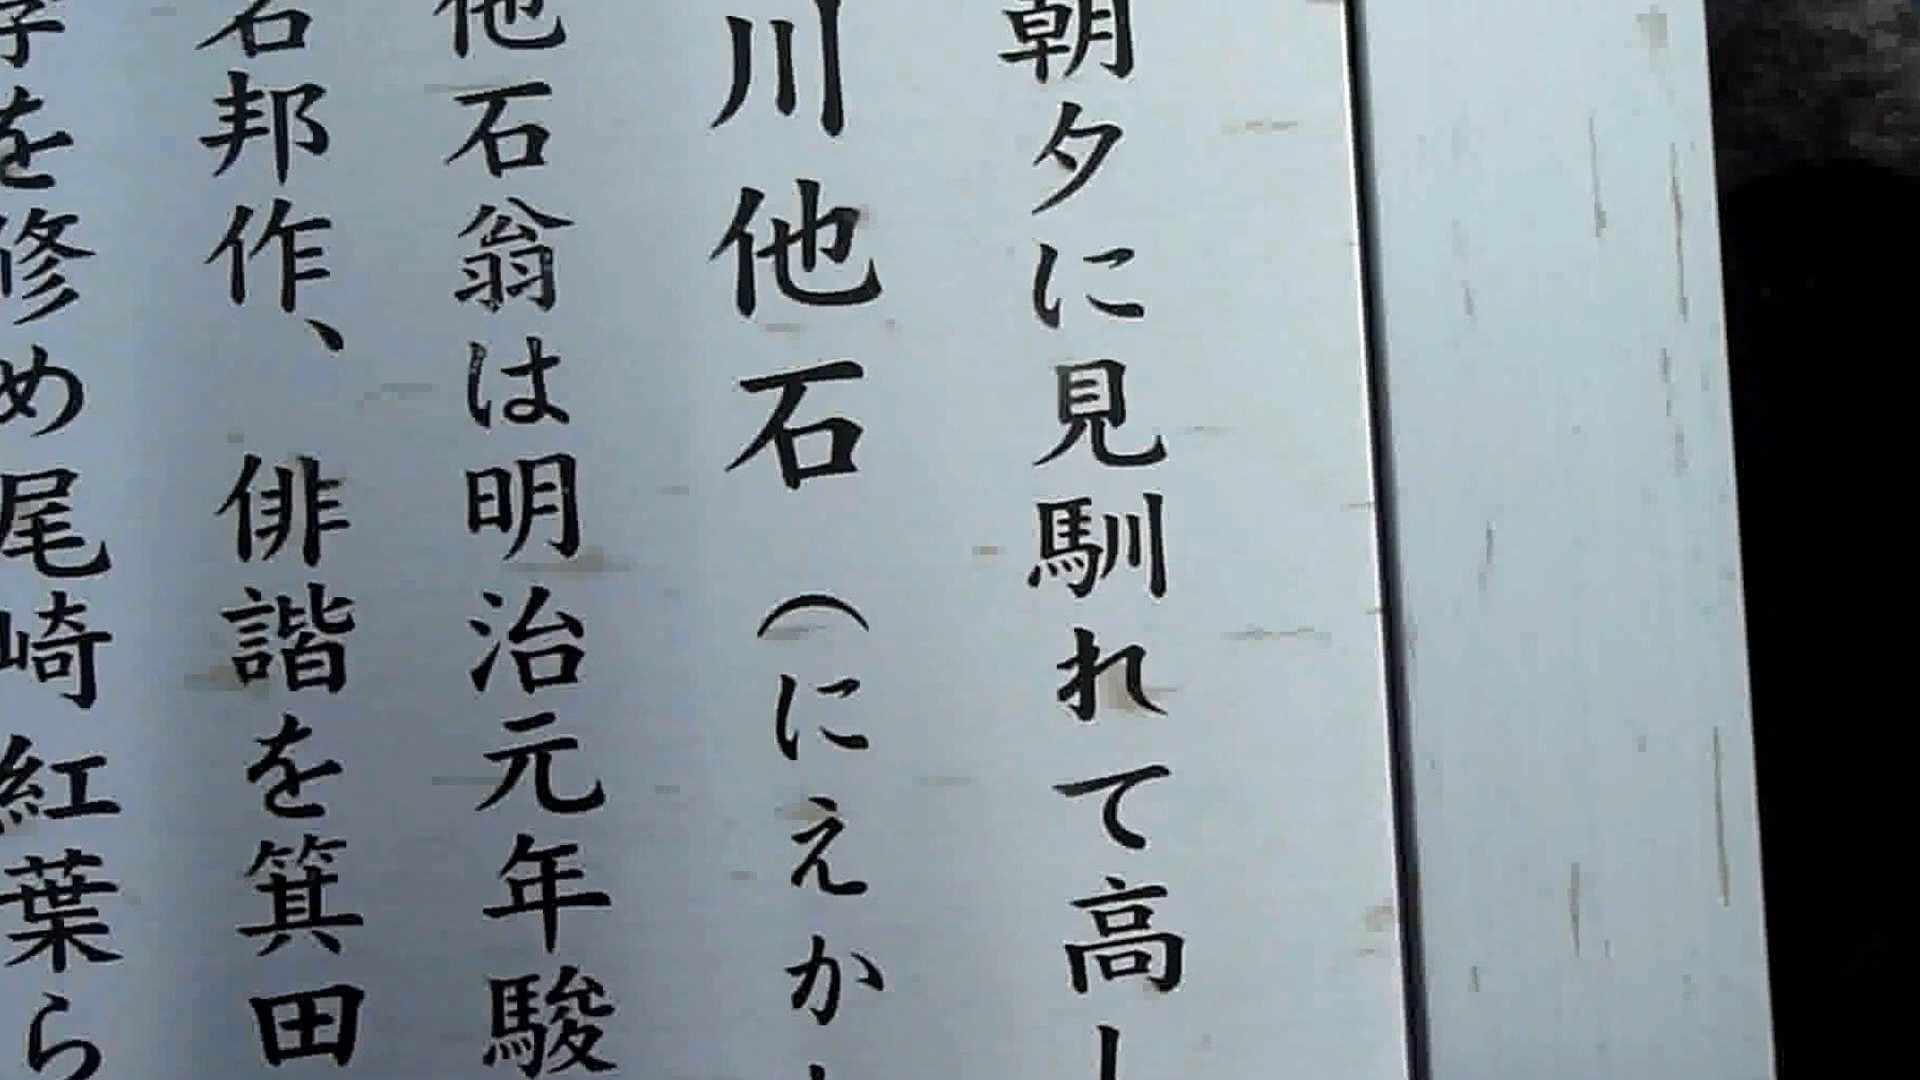 朝夕に見馴れて高し
川他石（にえか
他石翁は明治元年駿
石邦作、俳諧を箕田
学を修め尾崎紅葉ら